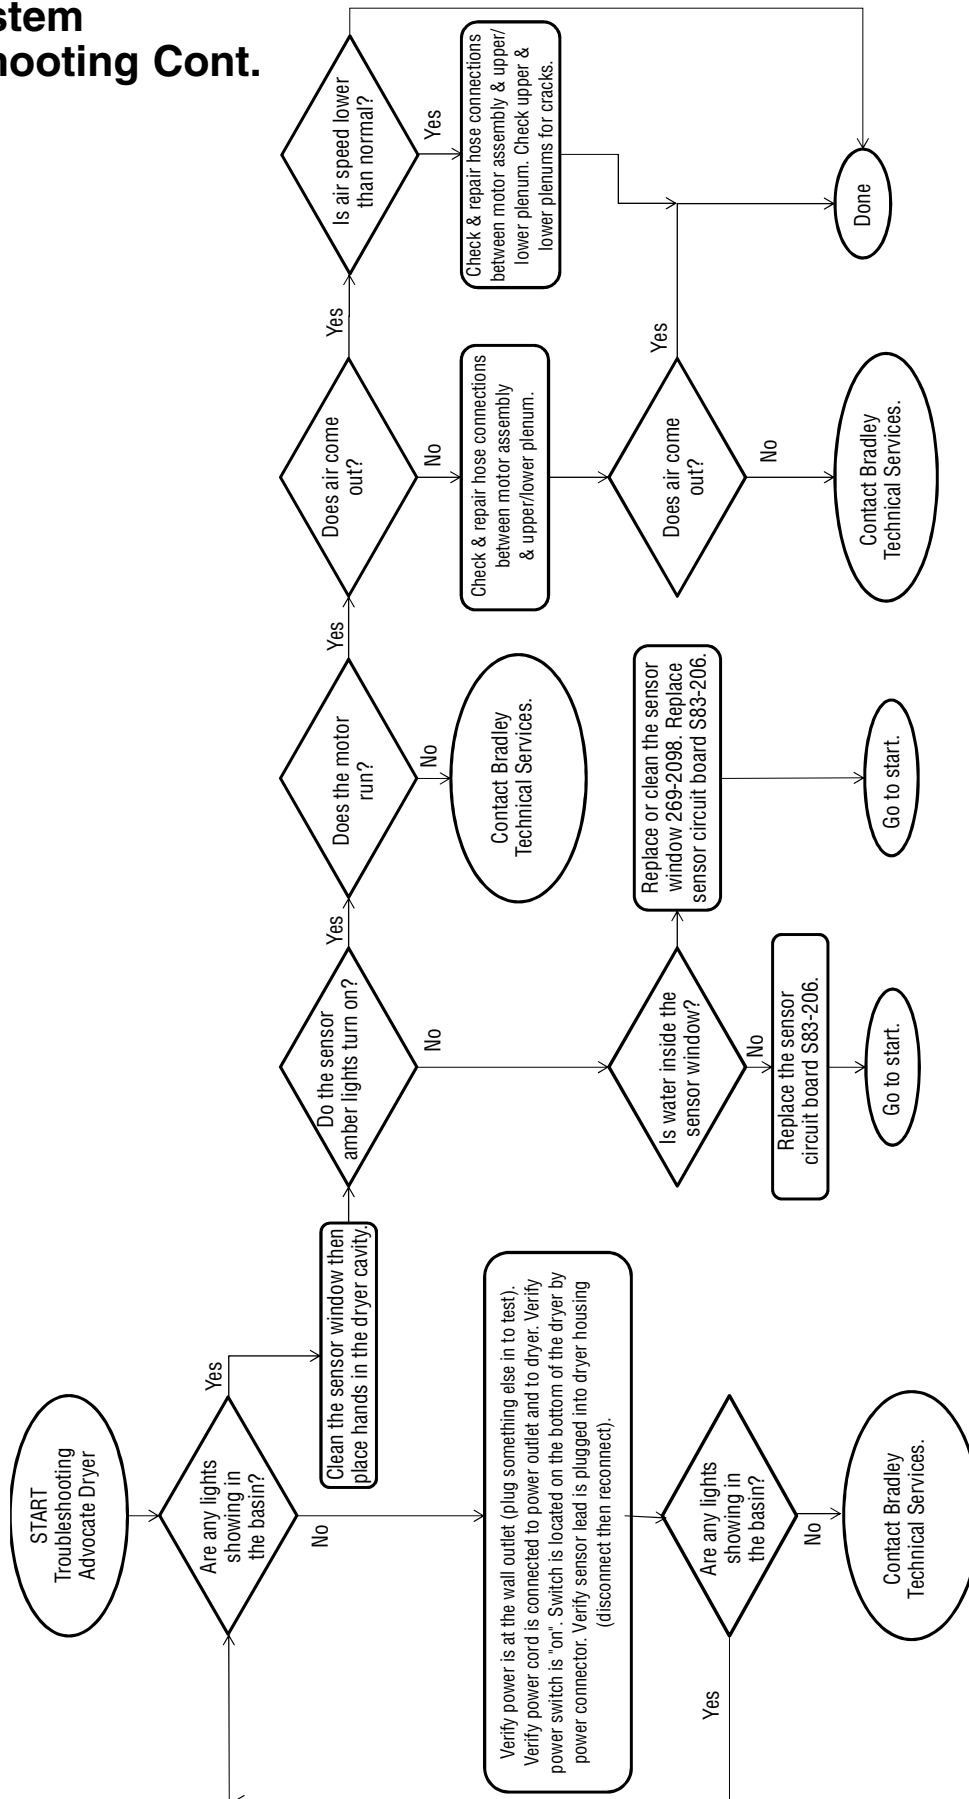 stem
hooting Cont.
START
Troubleshooting
Advocate Dryer
Are any lights
showing in
the basin?
Yes
No
Clean the sensor window then
place hands in the dryer cavity.
Verify power is at the wall outlet (plug something else in to test).
Verify power cord is connected to power outlet and to dryer. Verify
power switch is "on". Switch is located on the bottom of the dryer by
power connector. Verify sensor lead is plugged into dryer housing
(disconnect then reconnect).
Are any lights
showing in
the basin?
Yes
No
Contact Bradley
Technical Services.
Do the sensor
amber lights turn on?
Yes
No
Is water inside the
sensor window?
No
Replace the sensor
circuit board S83-206.
Go to start.
Replace or clean the sensor
window 269-2098. Replace
sensor circuit board S83-206.
Go to start.
Does the motor
run?
Yes
No
Contact Bradley
Technical Services.
Does air come
out?
Yes
No
Check & repair hose connections
between motor assembly
& upper/lower plenum.
Does air come
out?
Yes
No
Contact Bradley
Technical Services.
Is air speed lower
than normal?
Yes
Check & repair hose connections
between motor assembly & upper/
lower plenum. Check upper &
lower plenums for cracks.
Done